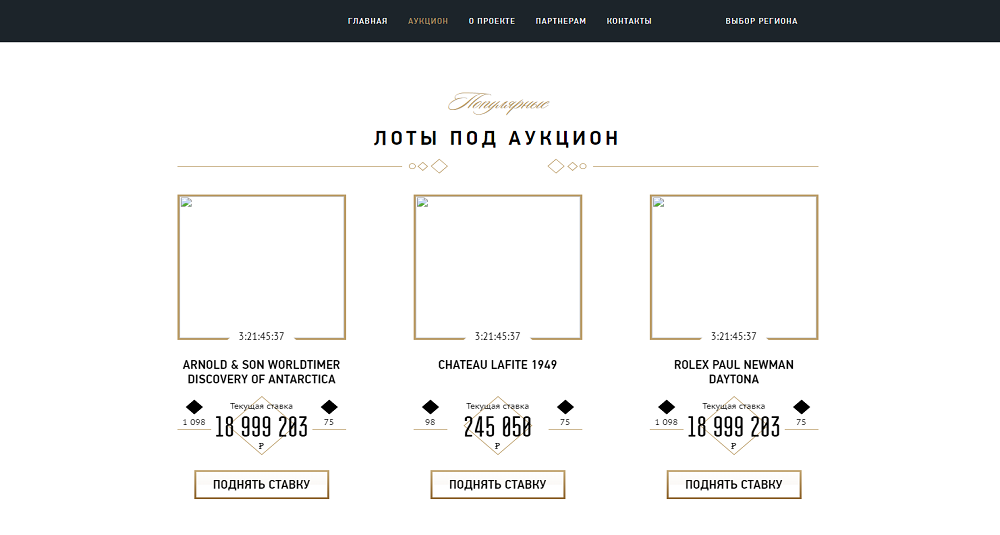 ГЛАВНАЯ АУКЦИОН О ПРОЕКТЕ ПАРТНЕРАМ КОНТАКТЫ ВЫБОР РЕГИОНА
Популярные
ЛОТЫ ПОД АУКЦИОН
3:21:45:37 3:21:45:37 3:21:45:37
ARNOLD & SON WORLDTIMER
DISCOVERY OF ANTARCTICA
CHATEAU LAFITE 1949
ROLEX PAUL NEWMAN
DAYTONA
Текущая ставка Текущая ставка Текущая ставка
1 098 18 999 203 75 98 245 050 75 1 098 18 999 203 75
₽ ₽ ₽
ПОДНЯТЬ СТАВКУ ПОДНЯТЬ СТАВКУ ПОДНЯТЬ СТАВКУ